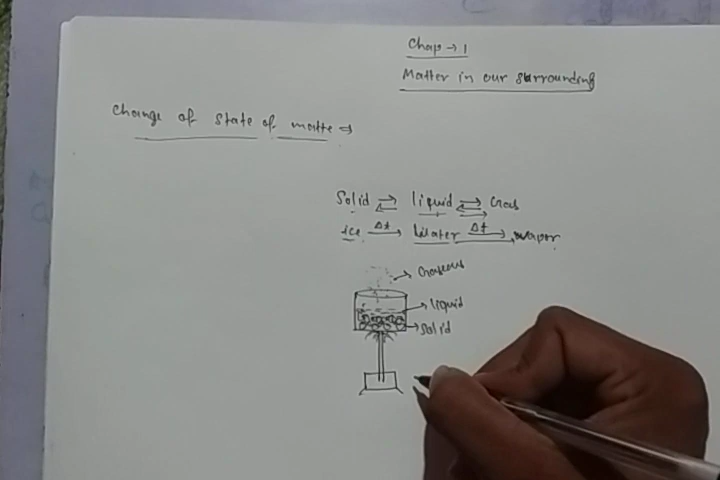 Chap → 1
Matter in our surrounding
Change of state of matte ⇒
Solid ⇌ liquid ⇌ Gas
ice Δt→ Water Δt→ vapor
Gaseous
liquid
solid